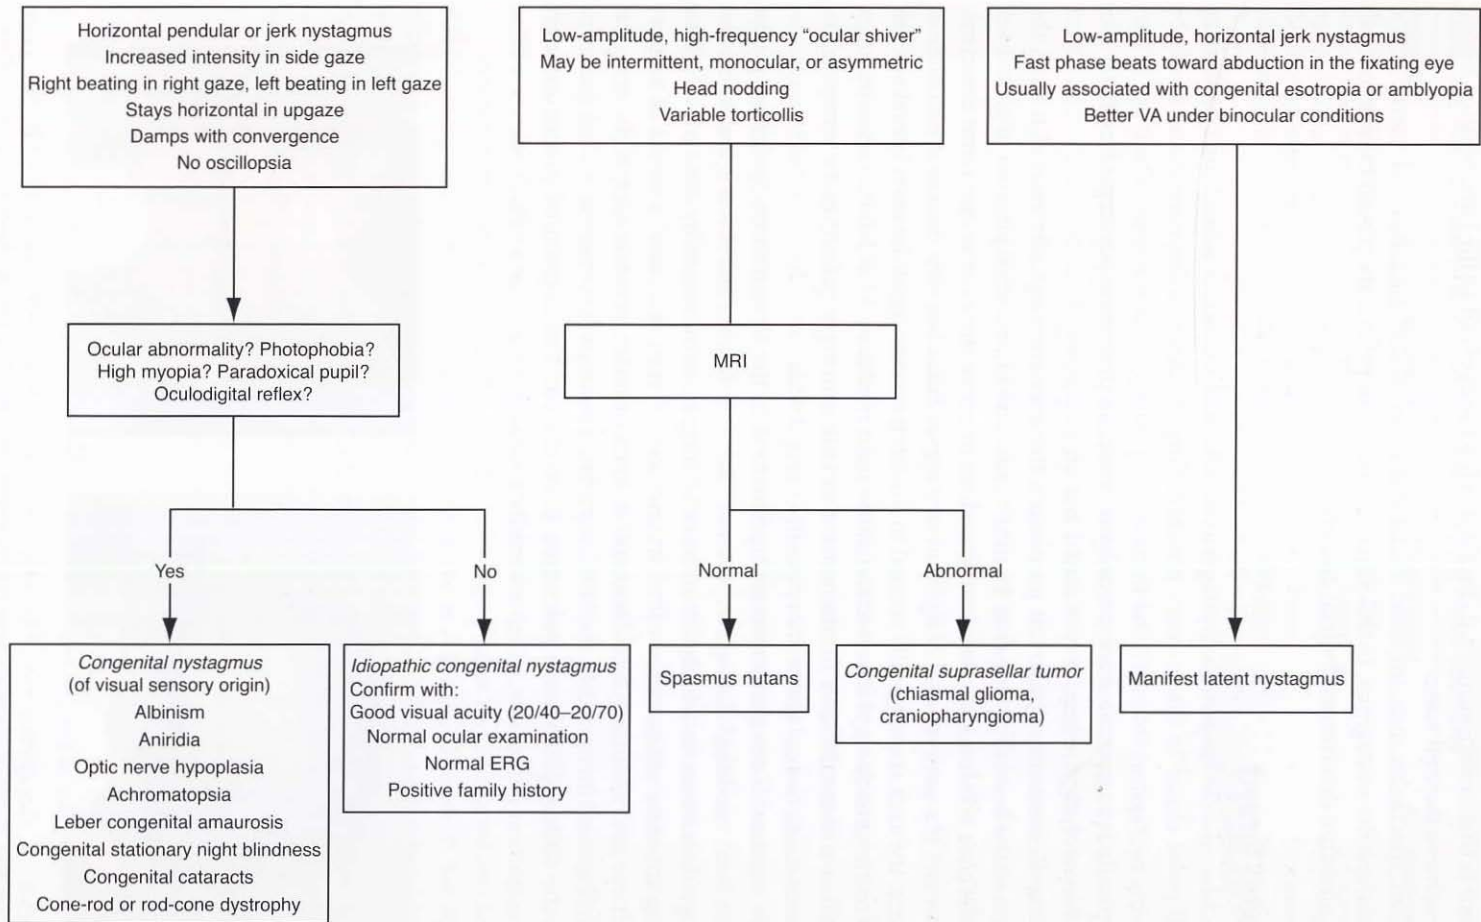 Horizontal pendular or jerk nystagmus
Increased intensity in side gaze
Right beating in right gaze, left beating in left gaze
Stays horizontal in upgaze
Damps with convergence
No oscillopsia
Low-amplitude, high-frequency “ocular shiver”
May be intermittent, monocular, or asymmetric
Head nodding
Variable torticollis
Low-amplitude, horizontal jerk nystagmus
Fast phase beats toward abduction in the fixating eye
Usually associated with congenital esotropia or amblyopia
Better VA under binocular conditions
Ocular abnormality? Photophobia?
High myopia? Paradoxical pupil?
Oculodigital reflex?
MRI
Yes
No
Normal
Abnormal
Congenital nystagmus
(of visual sensory origin)
Albinism
Aniridia
Optic nerve hypoplasia
Achromatopsia
Leber congenital amaurosis
Congenital stationary night blindness
Congenital cataracts
Cone-rod or rod-cone dystrophy
Idiopathic congenital nystagmus
Confirm with:
Good visual acuity (20/40–20/70)
Normal ocular examination
Normal ERG
Positive family history
Spasmus nutans
Congenital suprasellar tumor
(chiasmal glioma,
craniopharyngioma)
Manifest latent nystagmus